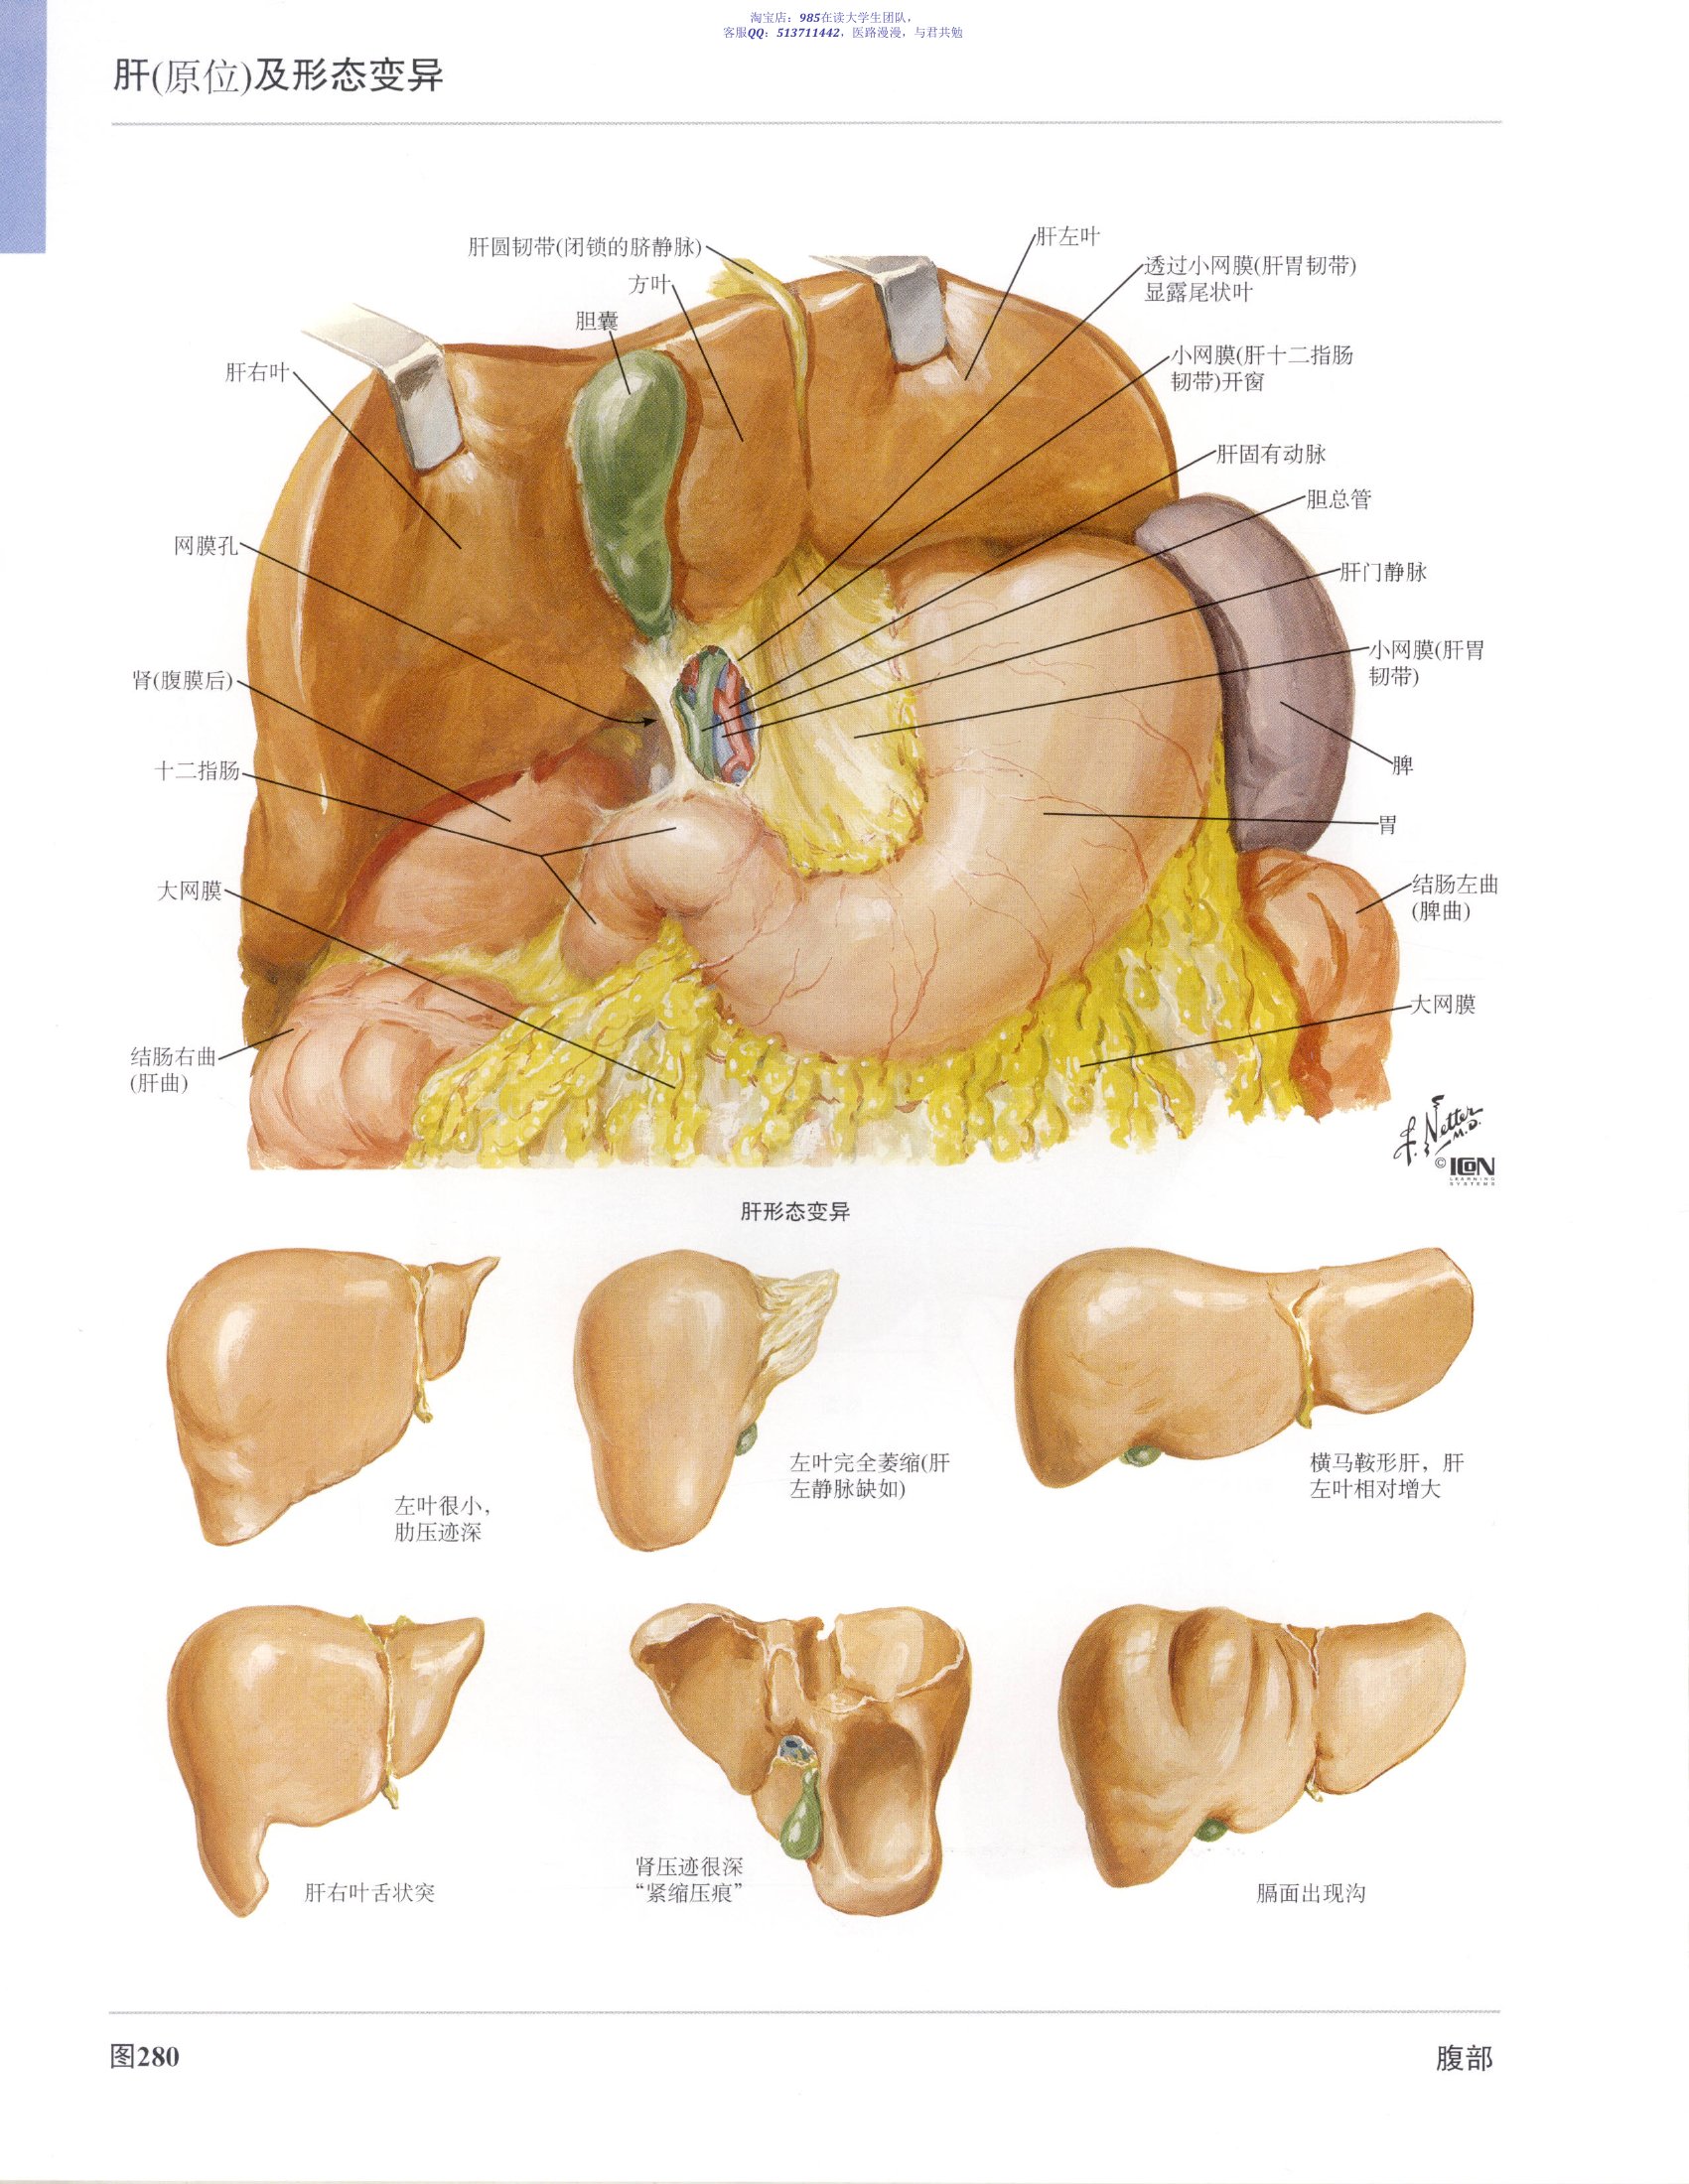 淘宝店：985在读大学生团队，
客服QQ：513711442，医路漫漫，与君共勉
肝(原位)及形态变异
肝圆韧带(闭锁的脐静脉)
方叶
胆囊
肝右叶
网膜孔
肾(腹膜后)
十二指肠
大网膜
结肠右曲
(肝曲)
肝左叶
透过小网膜(肝胃韧带)
显露尾状叶
小网膜(肝十二指肠
韧带)开窗
肝固有动脉
胆总管
肝门静脉
小网膜(肝胃
韧带)
脾
胃
结肠左曲
(脾曲)
大网膜
F. Netter
M.D.
© ICON
LEARNING
SYSTEMS
肝形态变异
左叶很小，
肋压迹深
左叶完全萎缩(肝
左静脉缺如)
横马鞍形肝，肝
左叶相对增大
肝右叶舌状突
肾压迹很深
“紧缩压痕”
膈面出现沟
图280
腹部